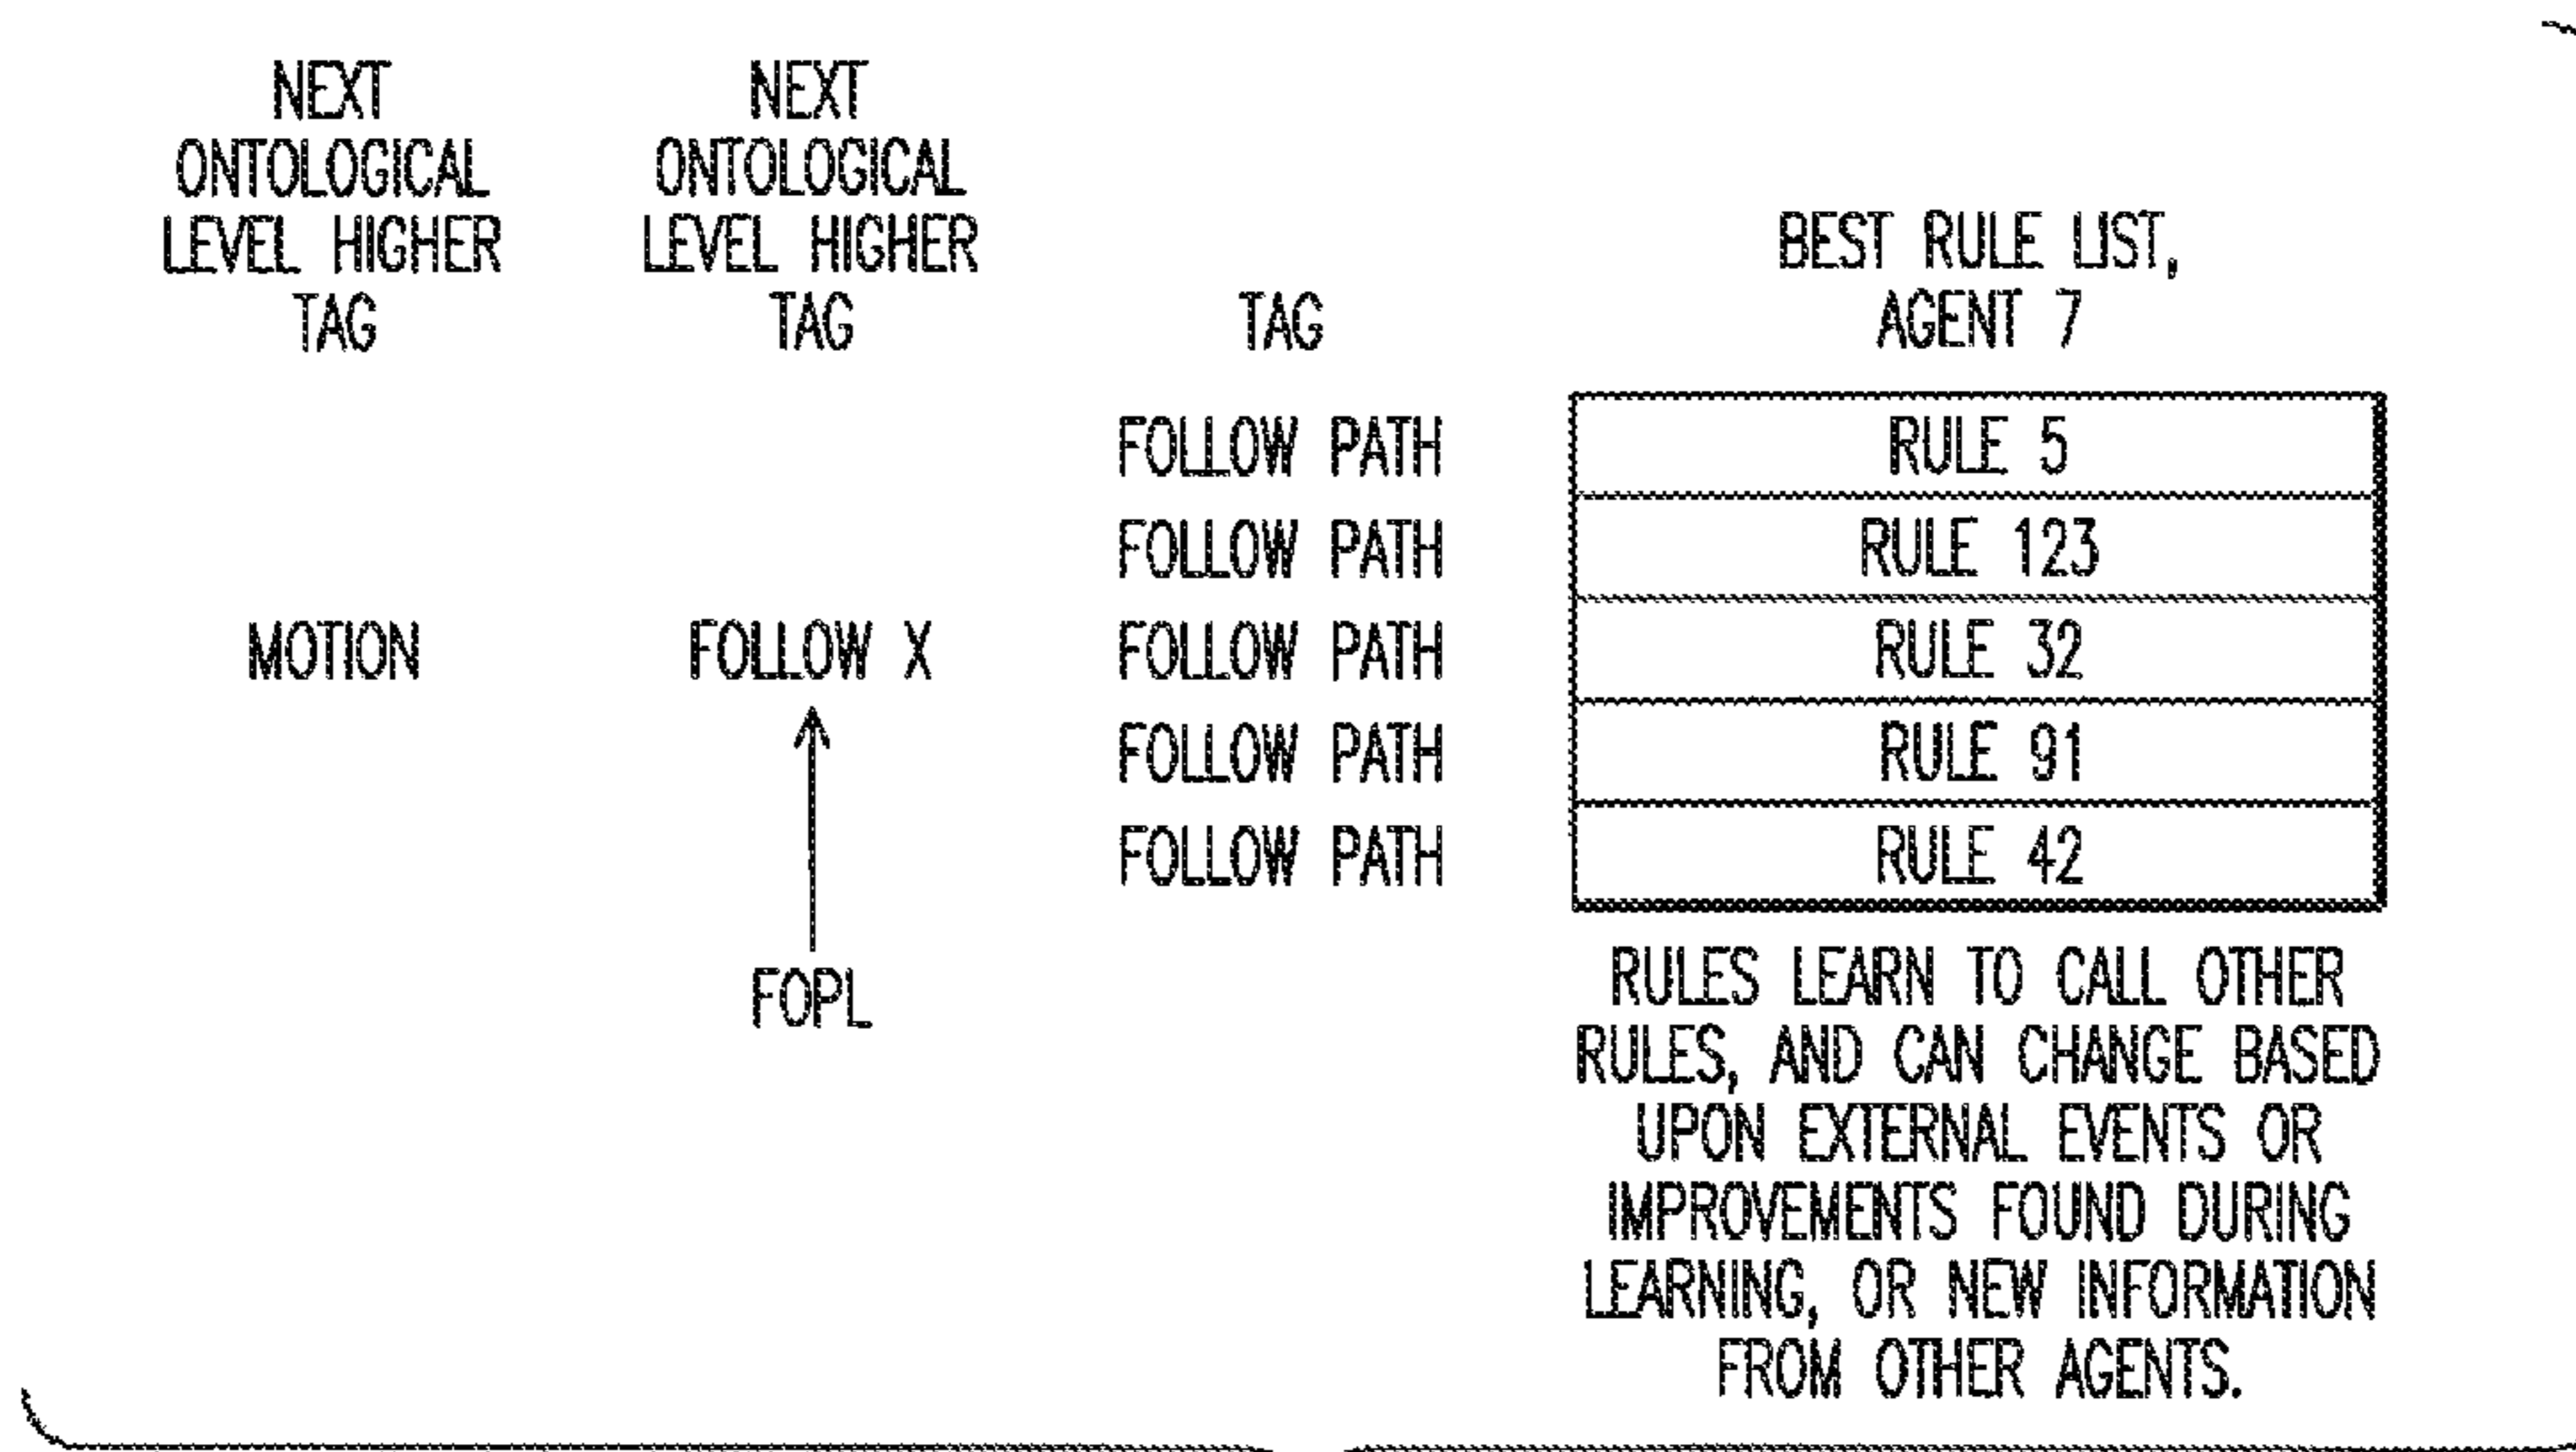 NEXT
ONTOLOGICAL
LEVEL HIGHER
TAG
NEXT
ONTOLOGICAL
LEVEL HIGHER
TAG
TAG
BEST RULE LIST,
AGENT 7
FOLLOW PATH
RULE 5
FOLLOW PATH
RULE 123
MOTION
FOLLOW X
FOLLOW PATH
RULE 32
FOLLOW PATH
RULE 91
FOLLOW PATH
RULE 42
FOPL
RULES LEARN TO CALL OTHER
RULES, AND CAN CHANGE BASED
UPON EXTERNAL EVENTS OR
IMPROVEMENTS FOUND DURING
LEARNING, OR NEW INFORMATION
FROM OTHER AGENTS.